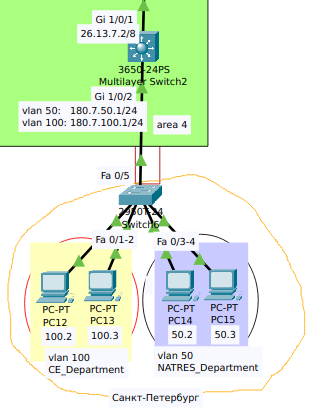 Gi 1/0/1
26.13.7.2/8
3650-24PS
Multilayer Switch2
Gi 1/0/2
vlan 50: 180.7.50.1/24
vlan 100: 180.7.100.1/24
area 4
Fa 0/5
2950T-24
Switch6
Fa 0/1-2
Fa 0/3-4
PC-PT
PC12
PC-PT
PC13
PC-PT
PC14
PC-PT
PC15
100.2
100.3
50.2
50.3
vlan 100
CE_Department
vlan 50
NATRES_Department
Санкт-Петербург